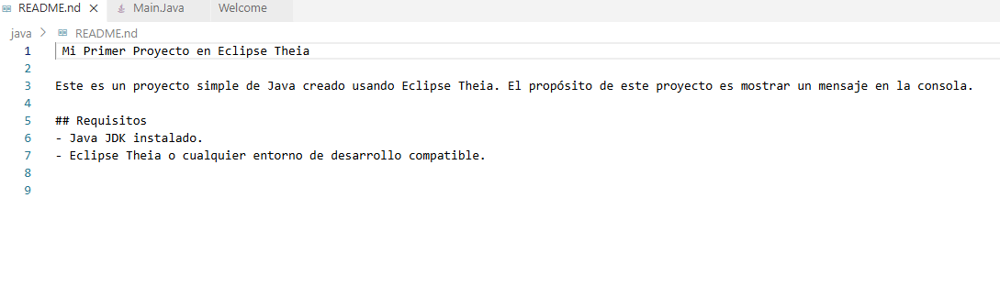 README.nd Main.Java Welcome
java > README.nd
1 Mi Primer Proyecto en Eclipse Theia
2
3 Este es un proyecto simple de Java creado usando Eclipse Theia. El propósito de este proyecto es mostrar un mensaje en la consola.
4
5 ## Requisitos
6 - Java JDK instalado.
7 - Eclipse Theia o cualquier entorno de desarrollo compatible.
8
9